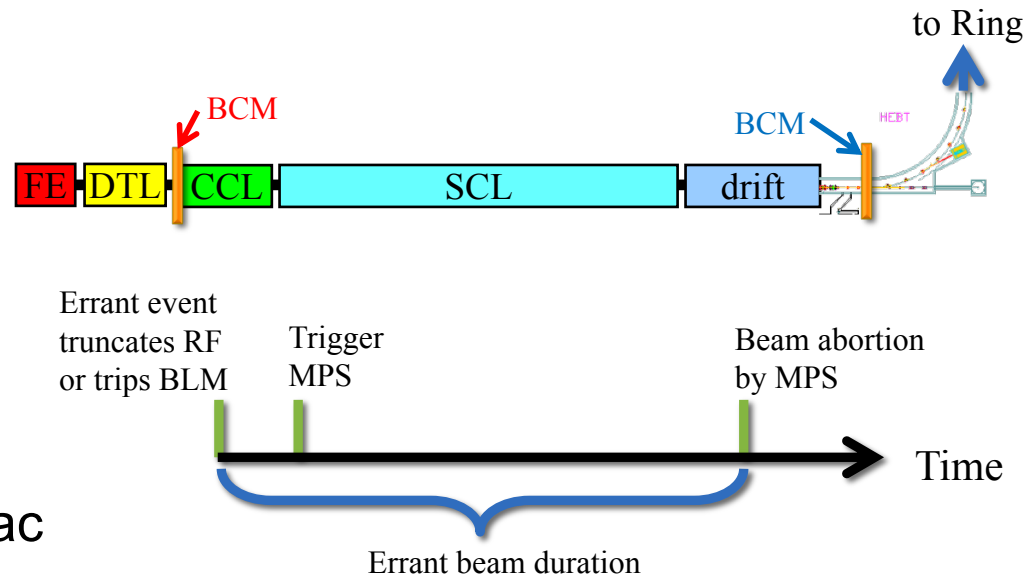 to Ring
BCM
BCM
HEBT
FE
DTL
CCL
SCL
drift
Errant event
truncates RF
or trips BLM
Trigger
MPS
Beam abortion
by MPS
Time
ac
Errant beam duration